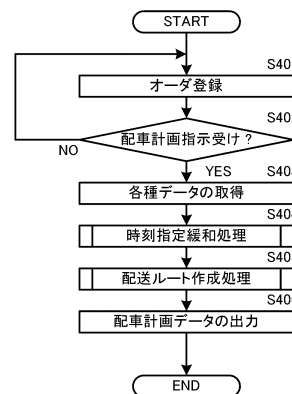 START
S40
オーダ登録
S40
配車計画指示受け?
NO
YES
S40
各種データの取得
S40
時刻指定緩和処理
S40
配送ルート作成処理
S40
配車計画データの出力
END